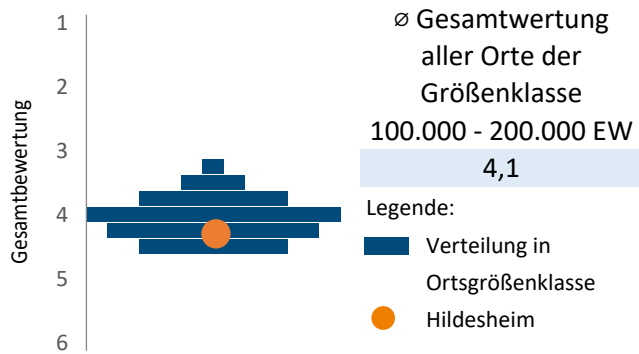 Gesamtbewertung
1
2
3
4
5
6
⌀ Gesamtwertung
aller Orte der
Größenklasse
100.000 - 200.000 EW
4,1
Legende:
Verteilung in
Ortsgrößenklasse
Hildesheim